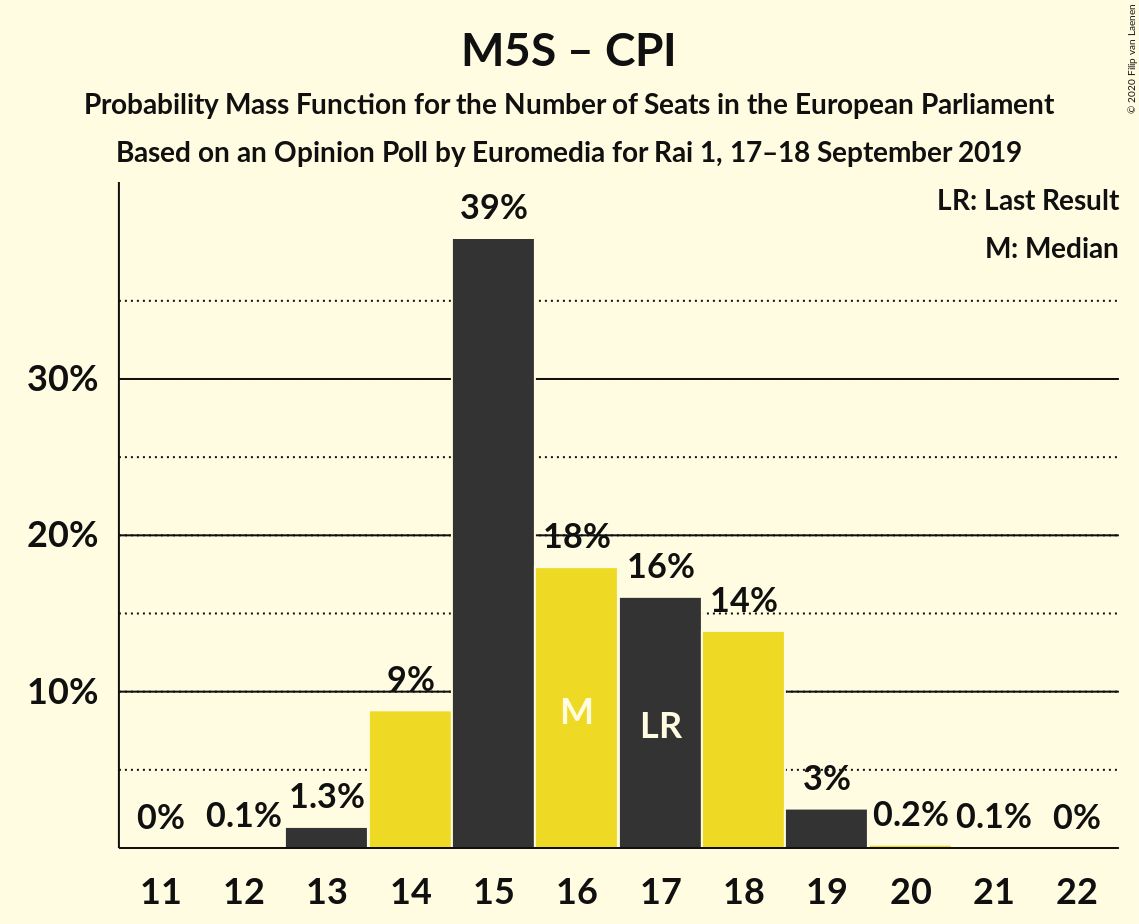 M5S – CPI
Probability Mass Function for the Number of Seats in the European Parliament
Based on an Opinion Poll by Euromedia for Rai 1, 17–18 September 2019
© 2020 Filip van Laenen
LR: Last Result
M: Median
39%
30%
20%
18%
16%
14%
10%
9%
M
LR
3%
1.3%
0%
0.1%
0.2%
0.1%
0%
11 12 13 14 15 16 17 18 19 20 21 22